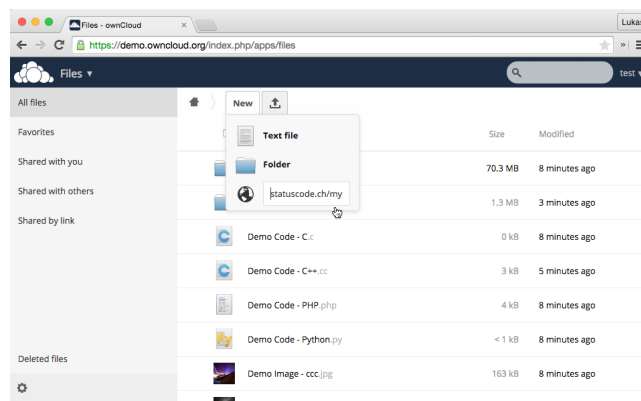 Files - ownCloud
Lukas
https://demo.owncloud.org/index.php/apps/files
Files
test
All files
New
Favorites
Text file
Size
Modified
Shared with you
Folder
70.3 MB
8 minutes ago
Shared with others
statuscode.ch/my
1.3 MB
3 minutes ago
Shared by link
Demo Code - C.c
0 kB
8 minutes ago
Demo Code - C++.cc
3 kB
5 minutes ago
Demo Code - PHP.php
4 kB
8 minutes ago
Demo Code - Python.py
< 1 kB
8 minutes ago
Deleted files
Demo Image - ccc.jpg
163 kB
8 minutes ago